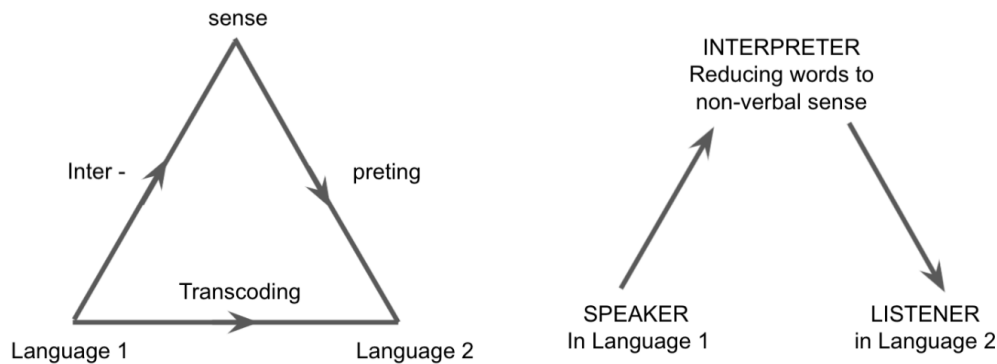 sense
Inter -
preting
Transcoding
Language 1
Language 2
INTERPRETER
Reducing words to
non-verbal sense
SPEAKER
In Language 1
LISTENER
in Language 2